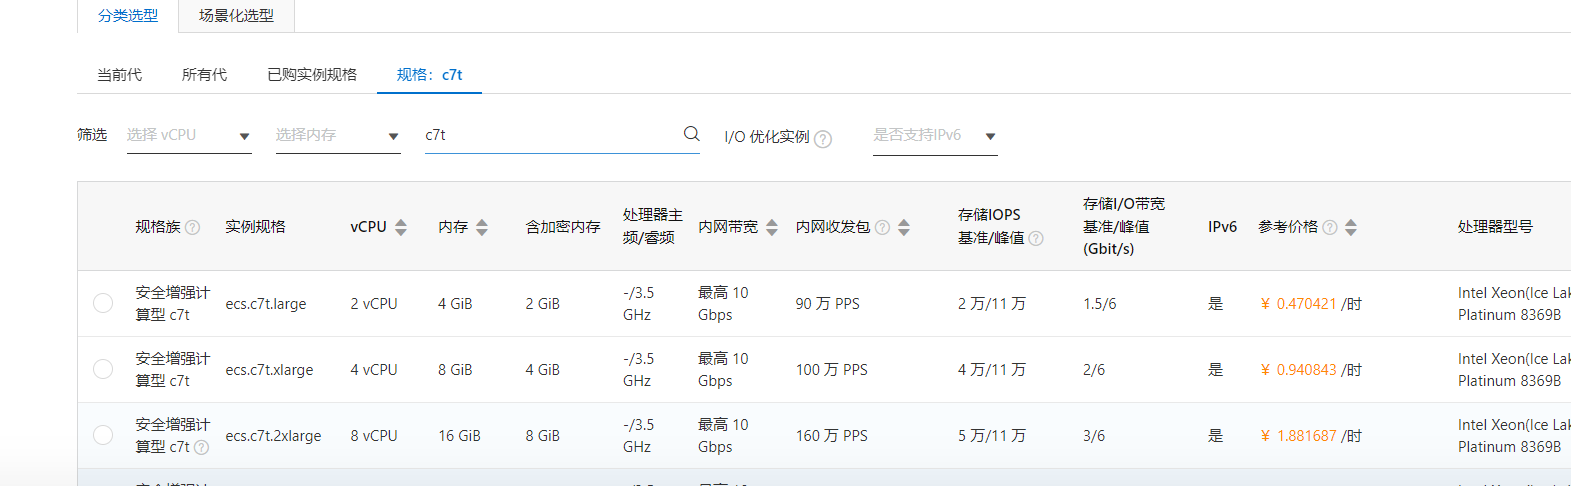 分类选型 场景化选型
当前代 所有代 已购实例规格 规格：c7t
筛选 选择 vCPU 选择内存 c7t I/O 优化实例 ? 是否支持IPv6
规格族 ? 实例规格 vCPU 内存 含加密内存 处理器主
频/睿频 内网带宽 内网收发包 ? 存储IOPS
基准/峰值 ? 存储I/O带宽
基准/峰值
(Gbit/s) IPv6 参考价格 ? 处理器型号
安全增强计
算型 c7t ecs.c7t.large 2 vCPU 4 GiB 2 GiB -/3.5
GHz 最高 10
Gbps 90 万 PPS 2 万/11 万 1.5/6 是 ¥ 0.470421 /时 Intel Xeon(Ice Lak
Platinum 8369B
安全增强计
算型 c7t ecs.c7t.xlarge 4 vCPU 8 GiB 4 GiB -/3.5
GHz 最高 10
Gbps 100 万 PPS 4 万/11 万 2/6 是 ¥ 0.940843 /时 Intel Xeon(Ice Lak
Platinum 8369B
安全增强计
算型 c7t ? ecs.c7t.2xlarge 8 vCPU 16 GiB 8 GiB -/3.5
GHz 最高 10
Gbps 160 万 PPS 5 万/11 万 3/6 是 ¥ 1.881687 /时 Intel Xeon(Ice Lak
Platinum 8369B